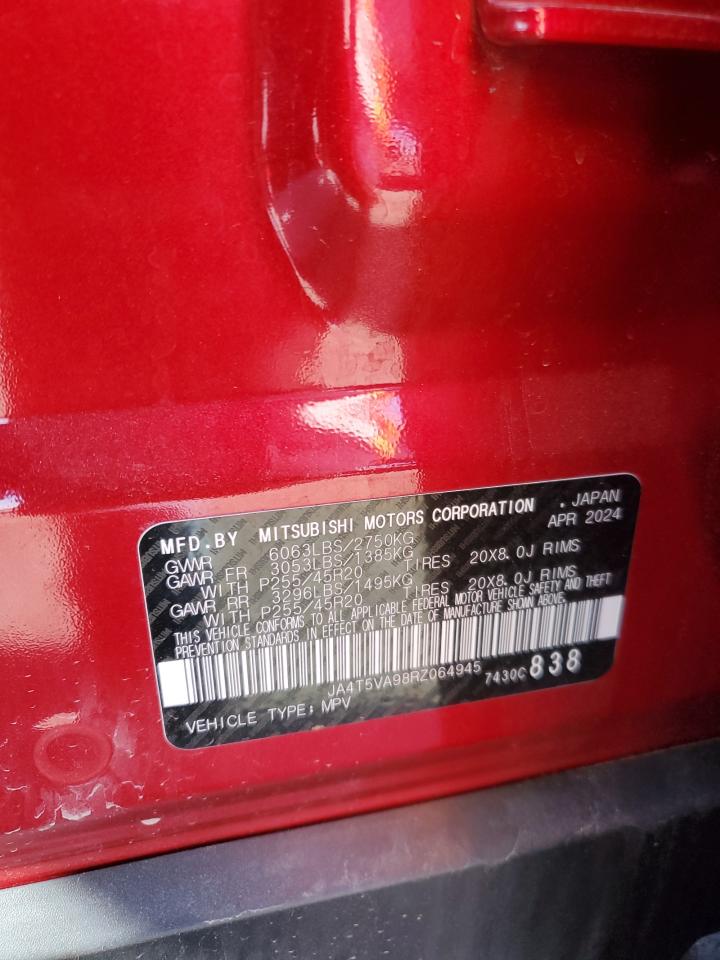 MFD.BY MITSUBISHI MOTORS CORPORATION . JAPAN
APR 2024
GVWR 6063LBS/2750KG
GAWR FR 3053LBS/1385KG
WITH P255/45R20 TIRES 20X8.0J RIMS
GAWR RR 3296LBS/1495KG
WITH P255/45R20 TIRES 20X8.0J RIMS
THIS VEHICLE CONFORMS TO ALL APPLICABLE FEDERAL MOTOR VEHICLE SAFETY AND THEFT
PREVENTION STANDARDS IN EFFECT ON THE DATE OF MANUFACTURE SHOWN ABOVE.
JA4T5VA98RZ064945 7430C 838
VEHICLE TYPE: MPV